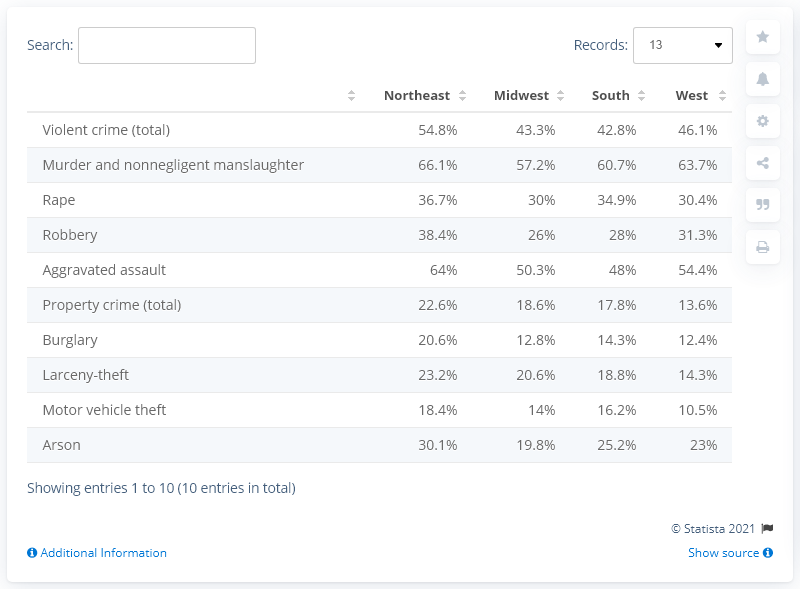 Search: Records: 13
Northeast Midwest South West
Violent crime (total) 54.8% 43.3% 42.8% 46.1%
Murder and nonnegligent manslaughter 66.1% 57.2% 60.7% 63.7%
Rape 36.7% 30% 34.9% 30.4%
Robbery 38.4% 26% 28% 31.3%
Aggravated assault 64% 50.3% 48% 54.4%
Property crime (total) 22.6% 18.6% 17.8% 13.6%
Burglary 20.6% 12.8% 14.3% 12.4%
Larceny-theft 23.2% 20.6% 18.8% 14.3%
Motor vehicle theft 18.4% 14% 16.2% 10.5%
Arson 30.1% 19.8% 25.2% 23%
Showing entries 1 to 10 (10 entries in total)
© Statista 2021
Additional Information Show source